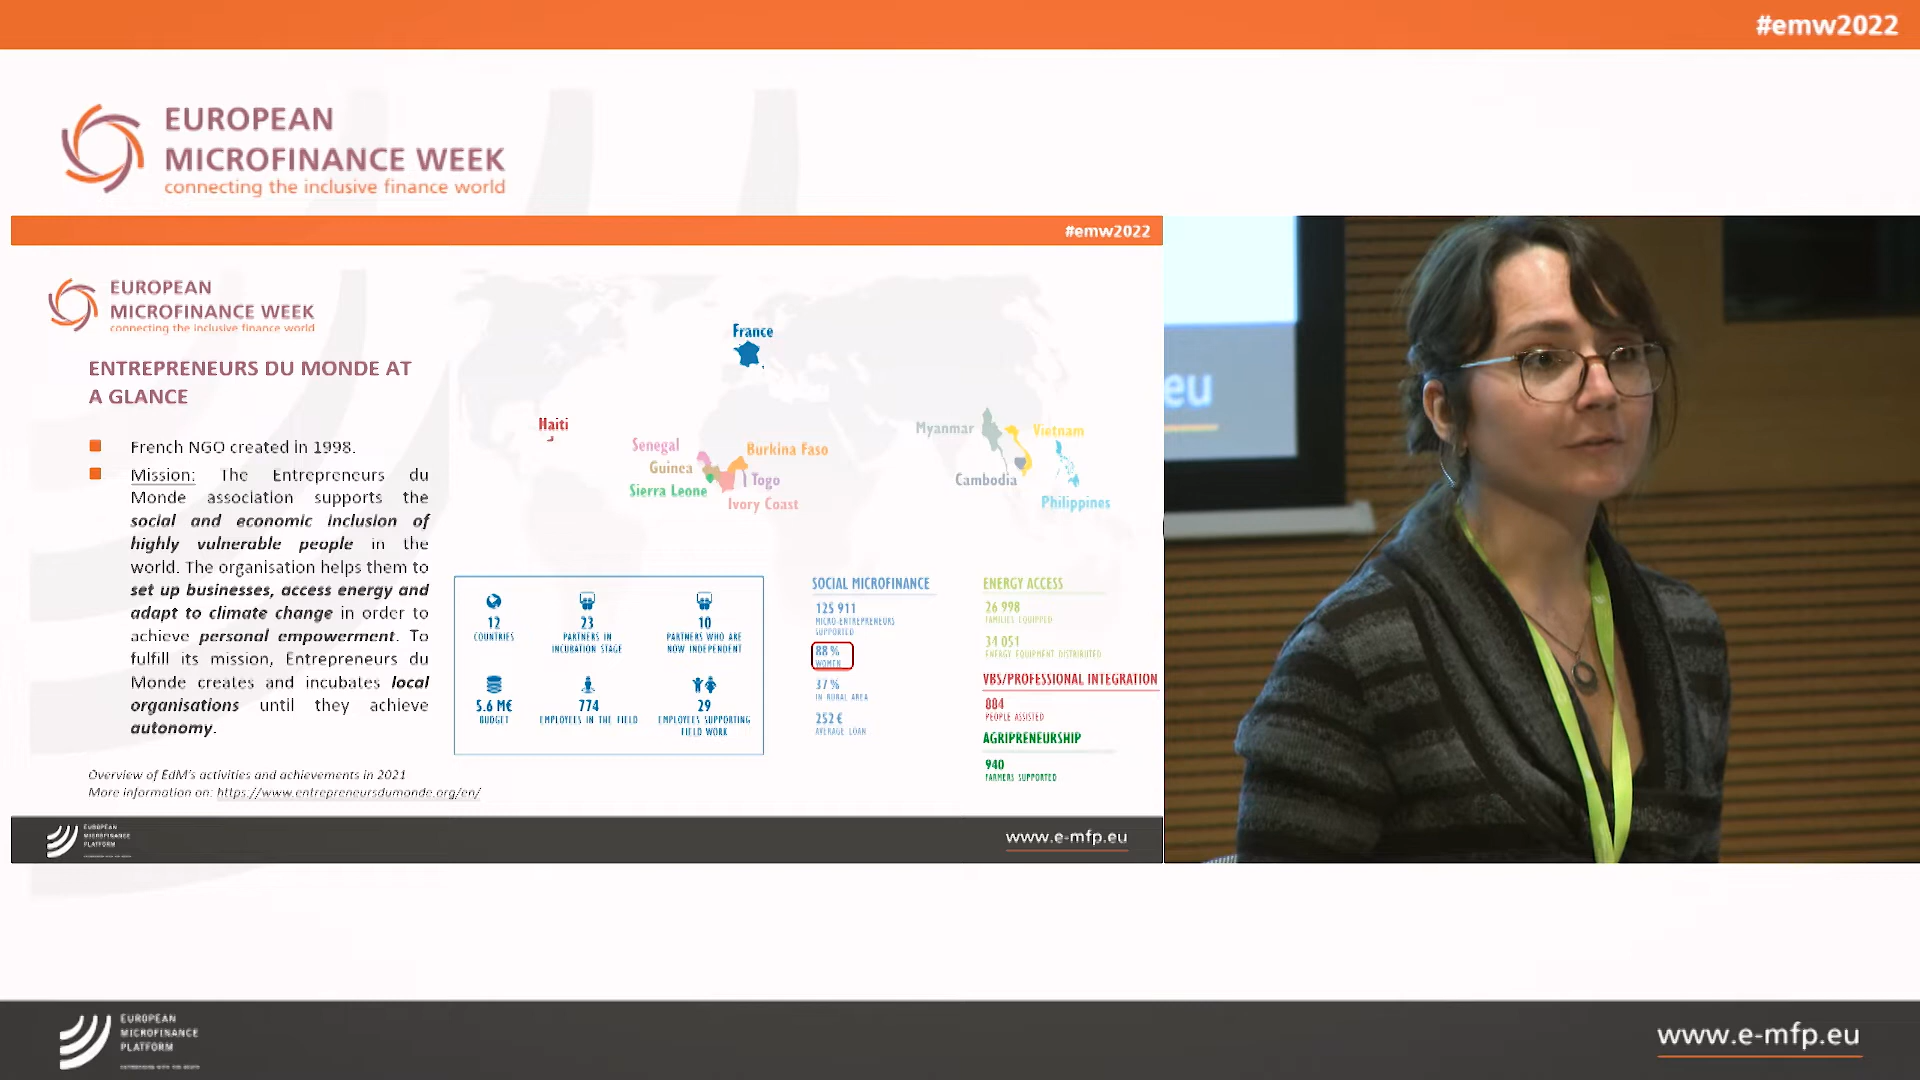 #emw2022
EUROPEAN
MICROFINANCE WEEK
connecting the inclusive finance world
#emw2022
EUROPEAN
MICROFINANCE WEEK
connecting the inclusive finance world
ENTREPRENEURS DU MONDE AT
A GLANCE
French NGO created in 1998.
Mission: The Entrepreneurs du
Monde association supports the
social and economic inclusion of
highly vulnerable people in the
world. The organisation helps them to
set up businesses, access energy and
adapt to climate change in order to
achieve personal empowerment. To
fulfill its mission, Entrepreneurs du
Monde creates and incubates local
organisations until they achieve
autonomy.
Overview of EdM's activities and achievements in 2021
More information on: https://www.entrepreneursdumonde.org/en/
France
Haiti
Senegal
Guinea
Sierra Leone
Burkina Faso
Togo
Ivory Coast
Myanmar
Vietnam
Cambodia
Philippines
12
COUNTRIES
23
PARTNERS IN
INCUBATION STAGE
10
PARTNERS WHO ARE
NOW INDEPENDENT
5.6 M€
BUDGET
774
EMPLOYEES IN THE FIELD
29
EMPLOYEES SUPPORTING
FIELD WORK
SOCIAL MICROFINANCE
125 911
MICRO-ENTREPRENEURS
SUPPORTED
88 %
WOMEN
37 %
IN RURAL AREA
252 €
AVERAGE LOAN
ENERGY ACCESS
26 998
FAMILIES EQUIPPED
34 051
ENERGY EQUIPMENT DISTRIBUTED
VBS/PROFESSIONAL INTEGRATION
884
PEOPLE ASSISTED
AGRIPRENEURSHIP
940
FARMERS SUPPORTED
EUROPEAN
MICROFINANCE
PLATFORM
www.e-mfp.eu
eu
EUROPEAN
MICROFINANCE
PLATFORM
www.e-mfp.eu